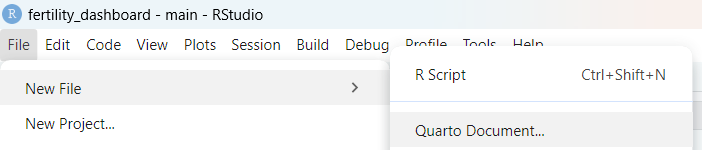 R fertility_dashboard - main - RStudio
File Edit Code View Plots Session Build Debug Profile Tools Help
R Script Ctrl+Shift+N
New File
New Project...
Quarto Document...